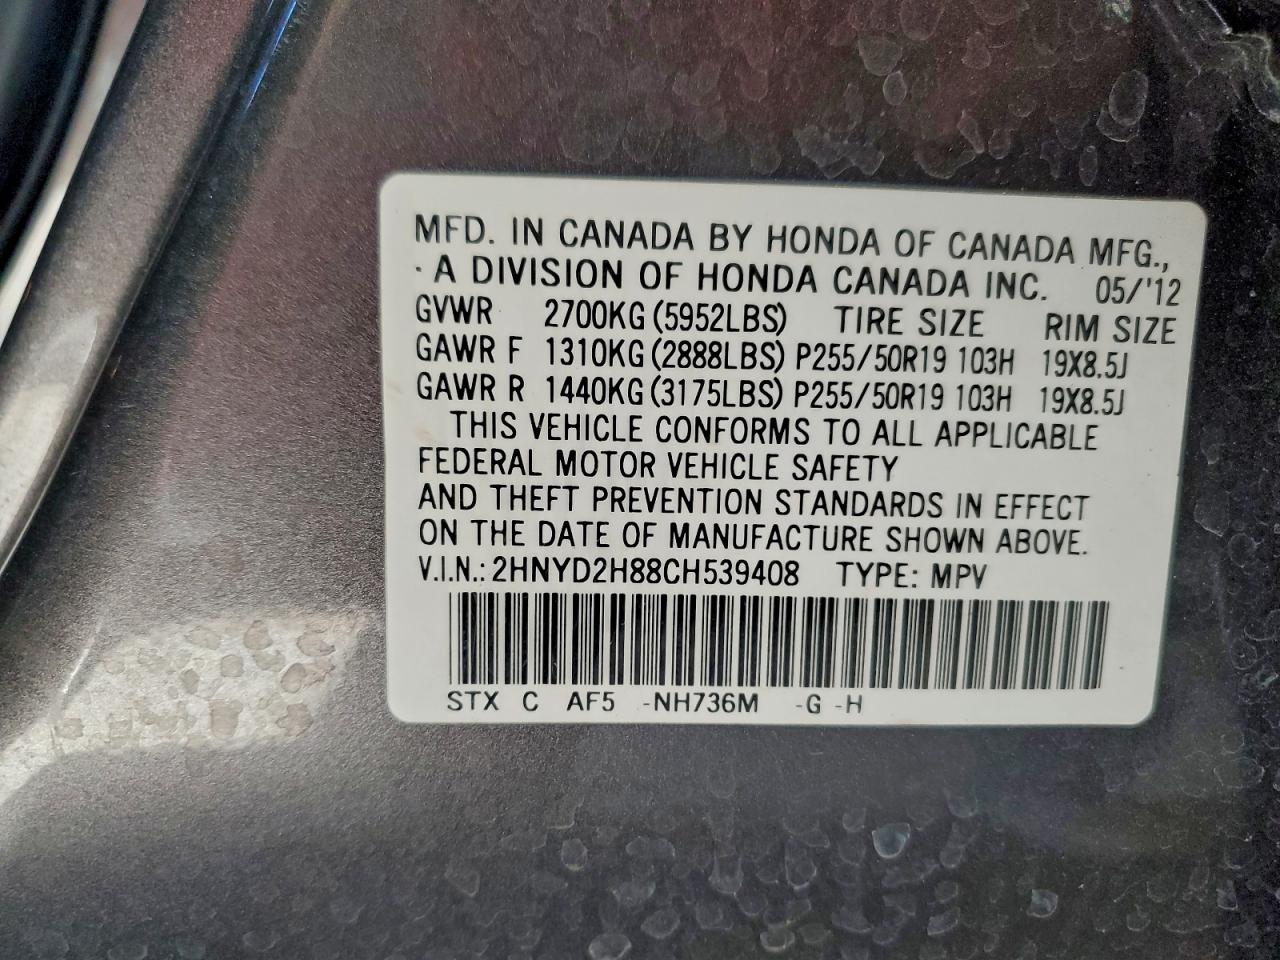 MFD. IN CANADA BY HONDA OF CANADA MFG.,
· A DIVISION OF HONDA CANADA INC. 05/'12
GVWR 2700KG (5952LBS) TIRE SIZE RIM SIZE
GAWR F 1310KG (2888LBS) P255/50R19 103H 19X8.5J
GAWR R 1440KG (3175LBS) P255/50R19 103H 19X8.5J
THIS VEHICLE CONFORMS TO ALL APPLICABLE
FEDERAL MOTOR VEHICLE SAFETY
AND THEFT PREVENTION STANDARDS IN EFFECT
ON THE DATE OF MANUFACTURE SHOWN ABOVE.
V.I.N.: 2HNYD2H88CH539408 TYPE: MPV
STX C AF5 -NH736M -G -H